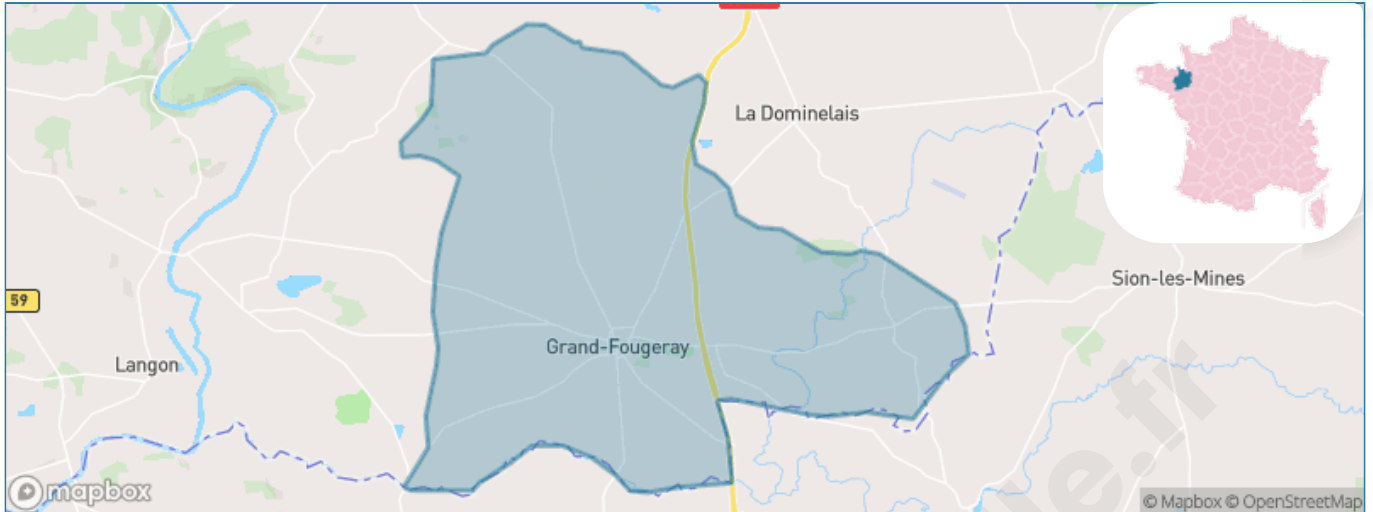 La Dominelais
Sion-les-Mines
59
Grand-Fougeray
Langon
mapbox
© Mapbox © OpenStreetMap